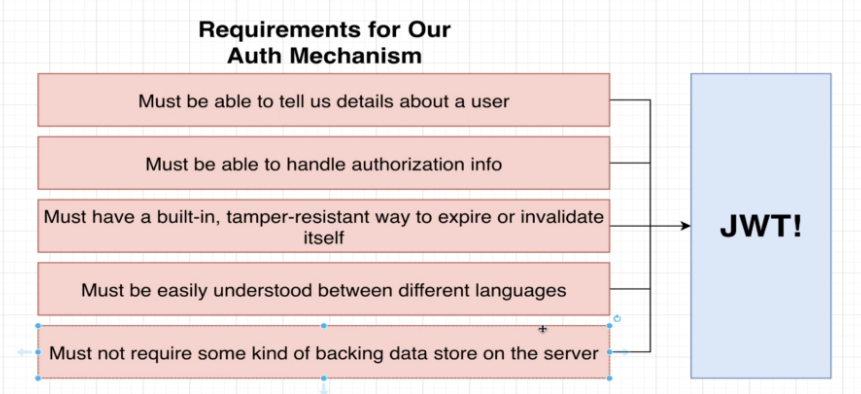 Requirements for Our
Auth Mechanism
Must be able to tell us details about a user
Must be able to handle authorization info
Must have a built-in, tamper-resistant way to expire or invalidate
itself
Must be easily understood between different languages
Must not require some kind of backing data store on the server
JWT!